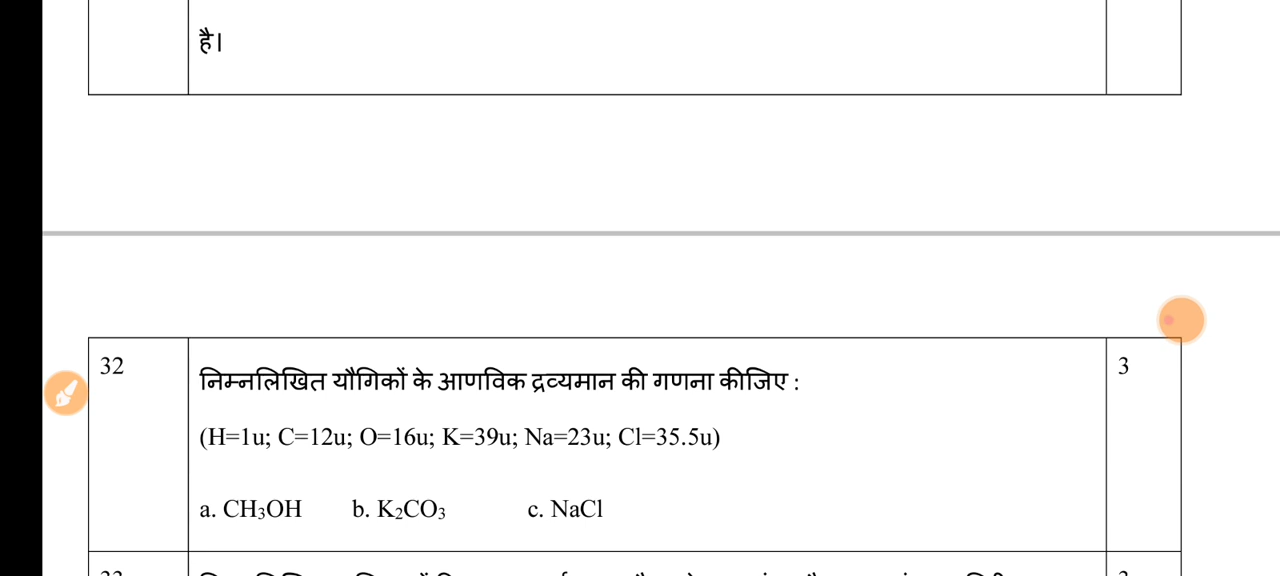 है।
32
निम्नलिखित यौगिकों के आणविक द्रव्यमान की गणना कीजिए :
3
(H=1u; C=12u; O=16u; K=39u; Na=23u; Cl=35.5u)
a. CH₃OH b. K₂CO₃ c. NaCl